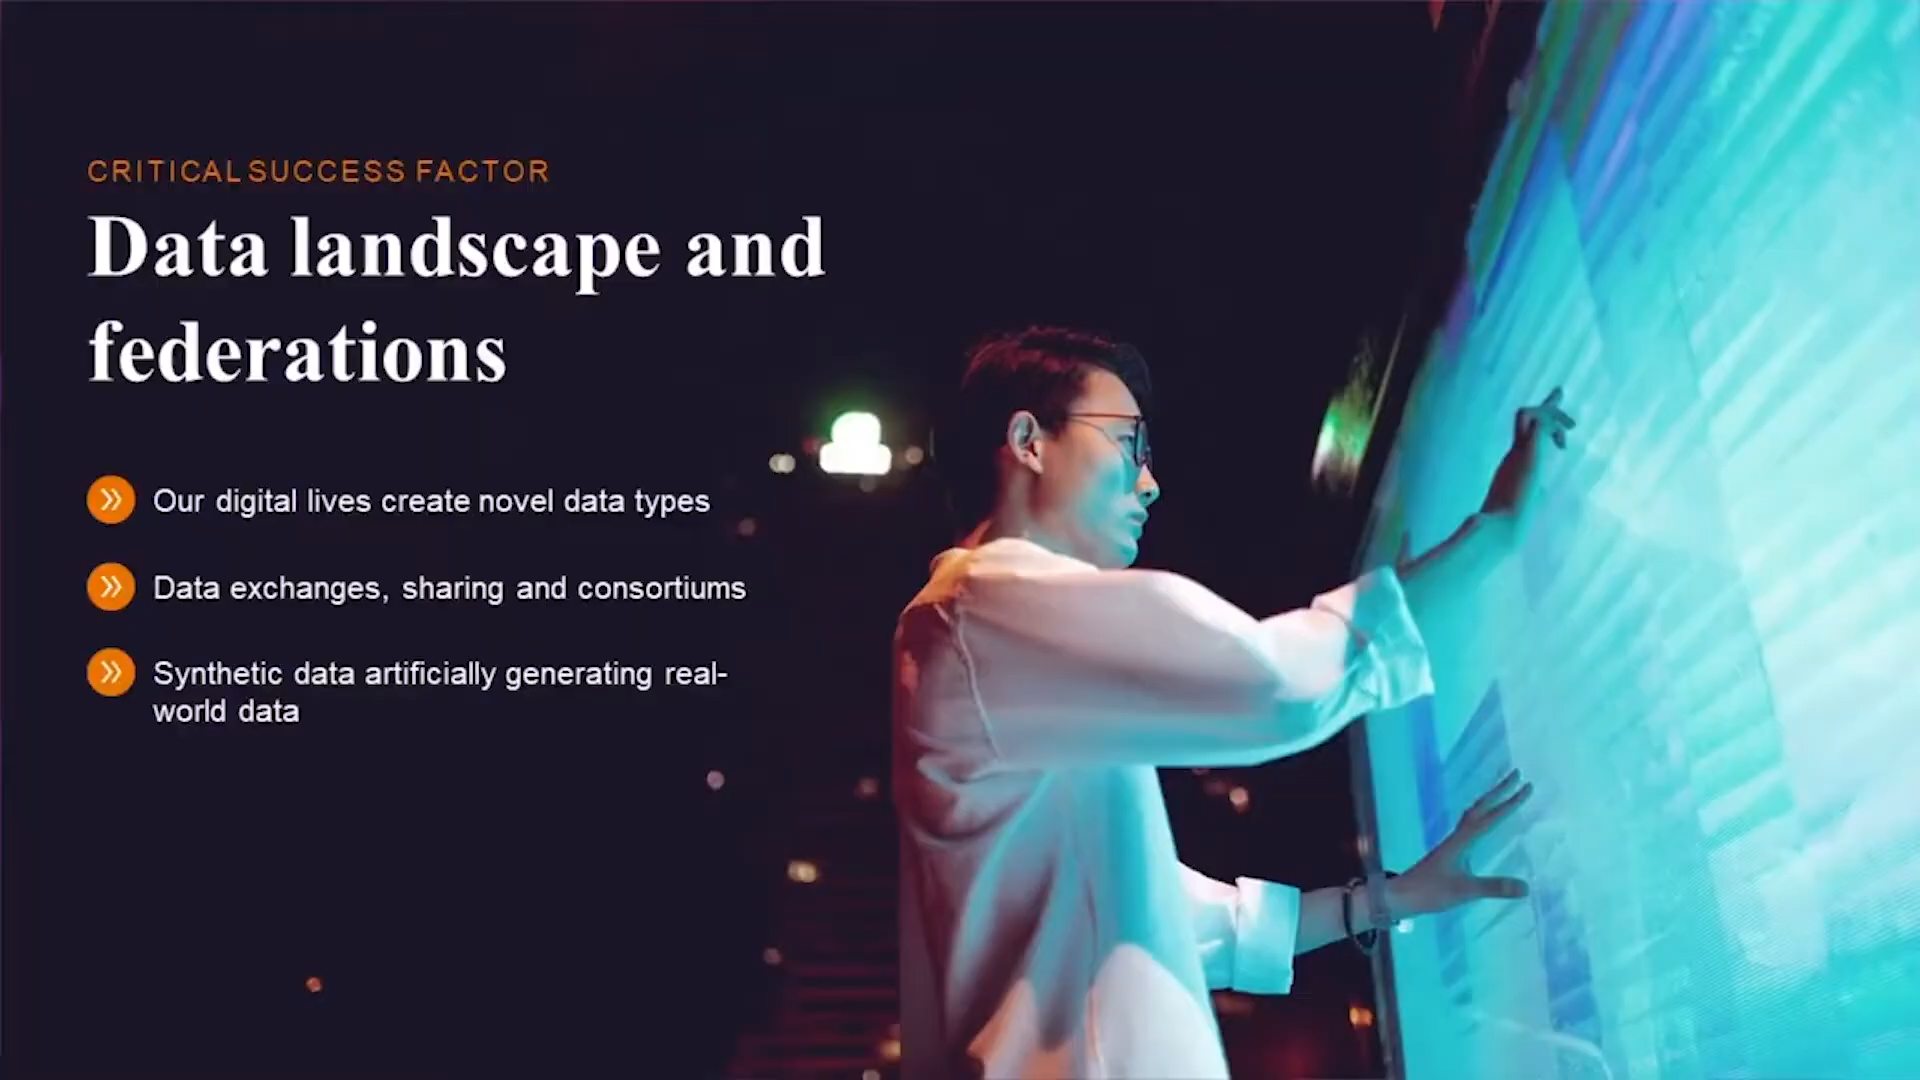 CRITICAL SUCCESS FACTOR
Data landscape and
federations
Our digital lives create novel data types
Data exchanges, sharing and consortiums
Synthetic data artificially generating real-
world data